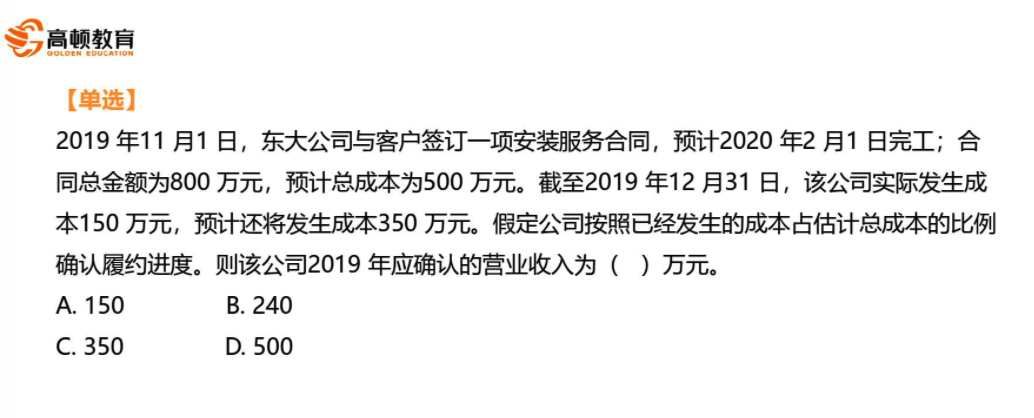 高顿教育
GOLDEN EDUCATION
【单选】
2019 年11 月1 日，东大公司与客户签订一项安装服务合同，预计2020 年2 月1 日完工；合
同总金额为800 万元，预计总成本为500 万元。截至2019 年12 月31 日，该公司实际发生成
本150 万元，预计还将发生成本350 万元。假定公司按照已经发生的成本占估计总成本的比例
确认履约进度。则该公司2019 年应确认的营业收入为（ ）万元。
A. 150 B. 240
C. 350 D. 500